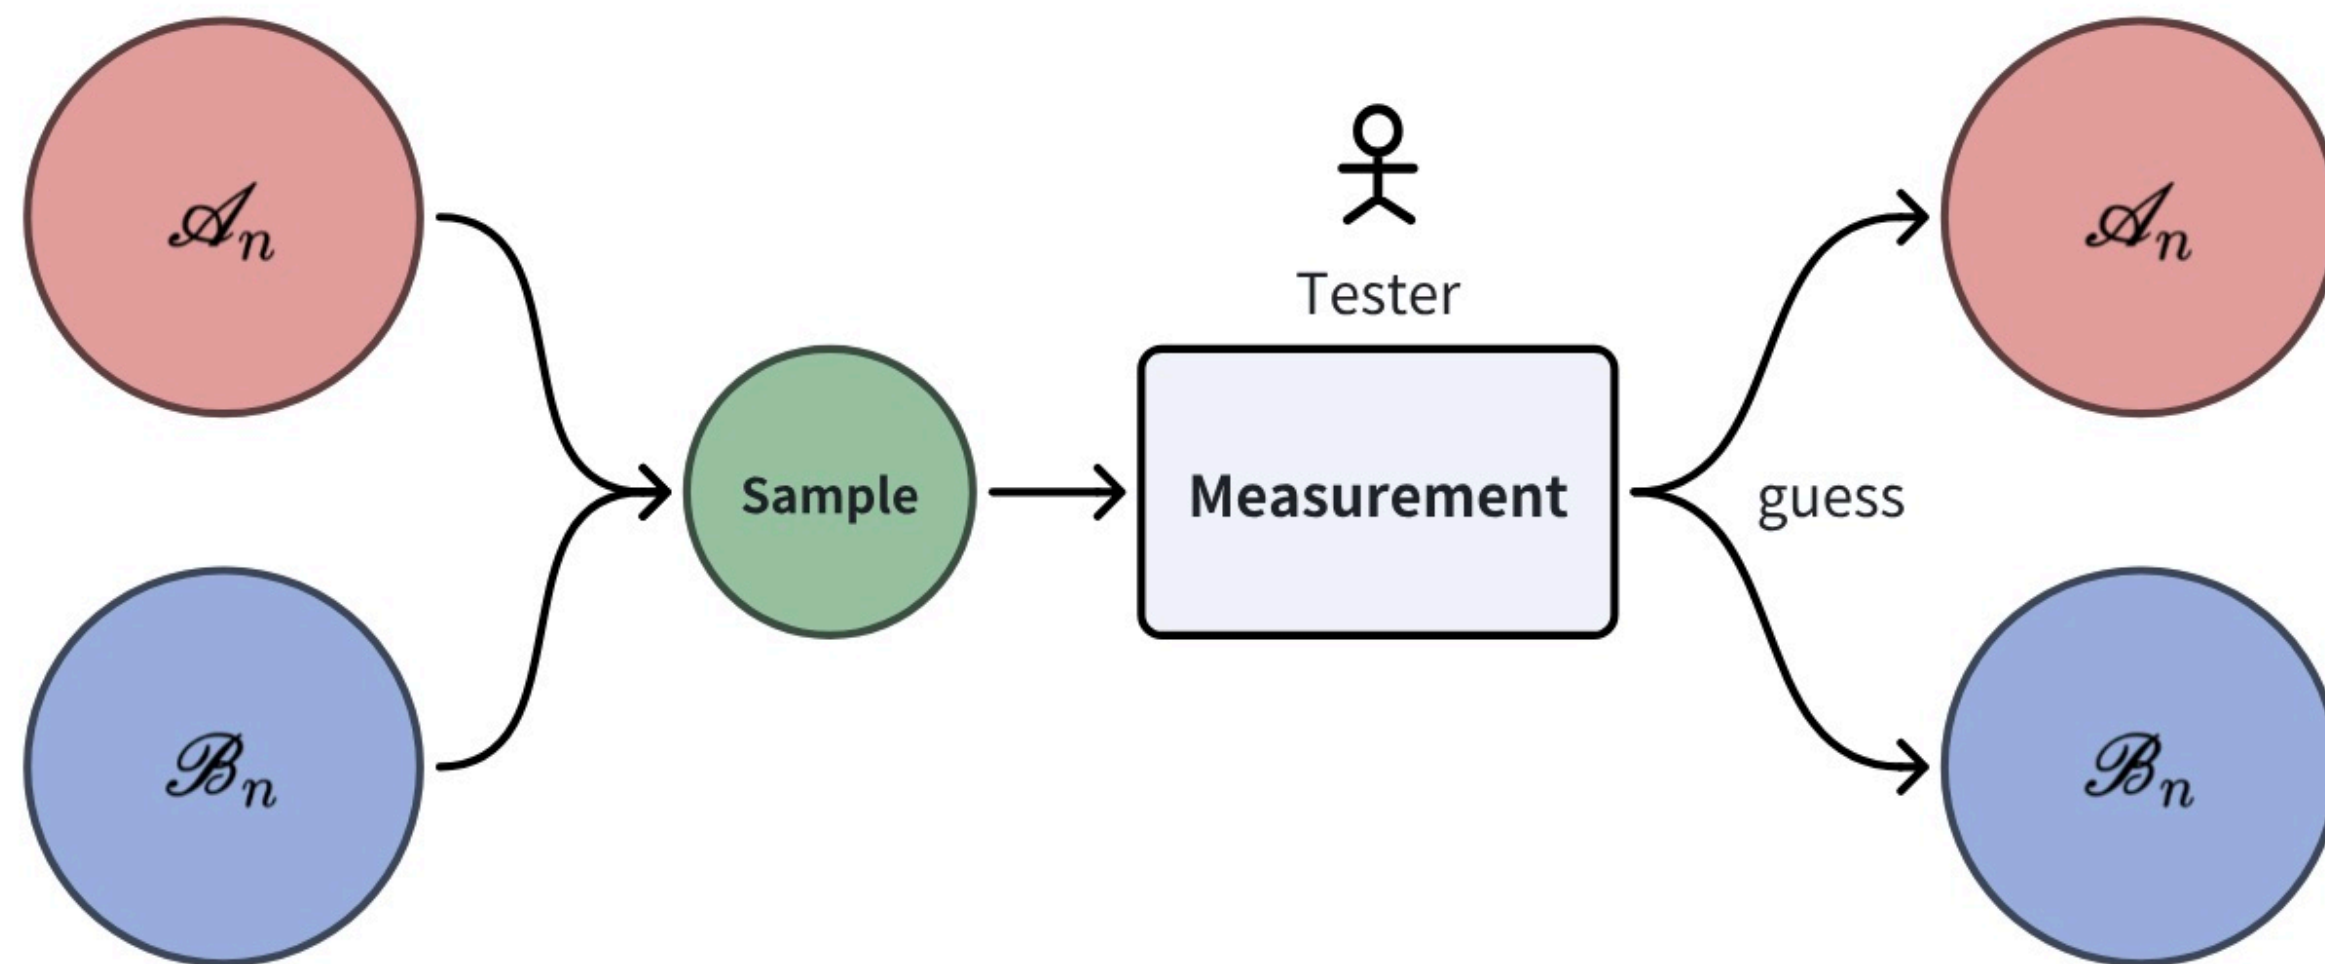 𝒜n
𝒜n
Tester
Sample
Measurement
guess
ℬn
ℬn